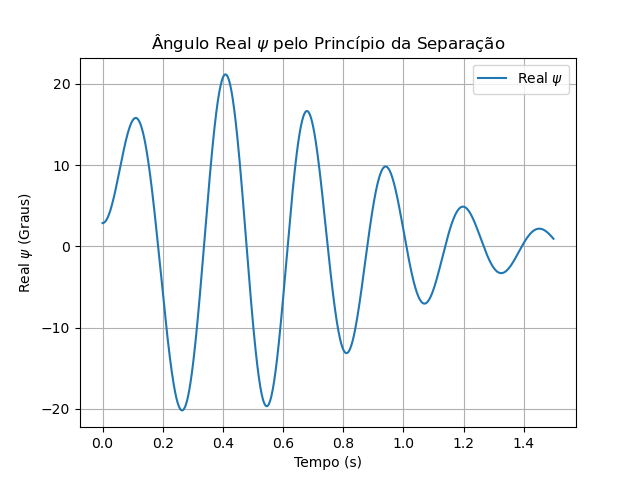 Ângulo Real ψ pelo Princípio da Separação
Real ψ
Real ψ (Graus)
20
10
0
−10
−20
0.0 0.2 0.4 0.6 0.8 1.0 1.2 1.4
Tempo (s)